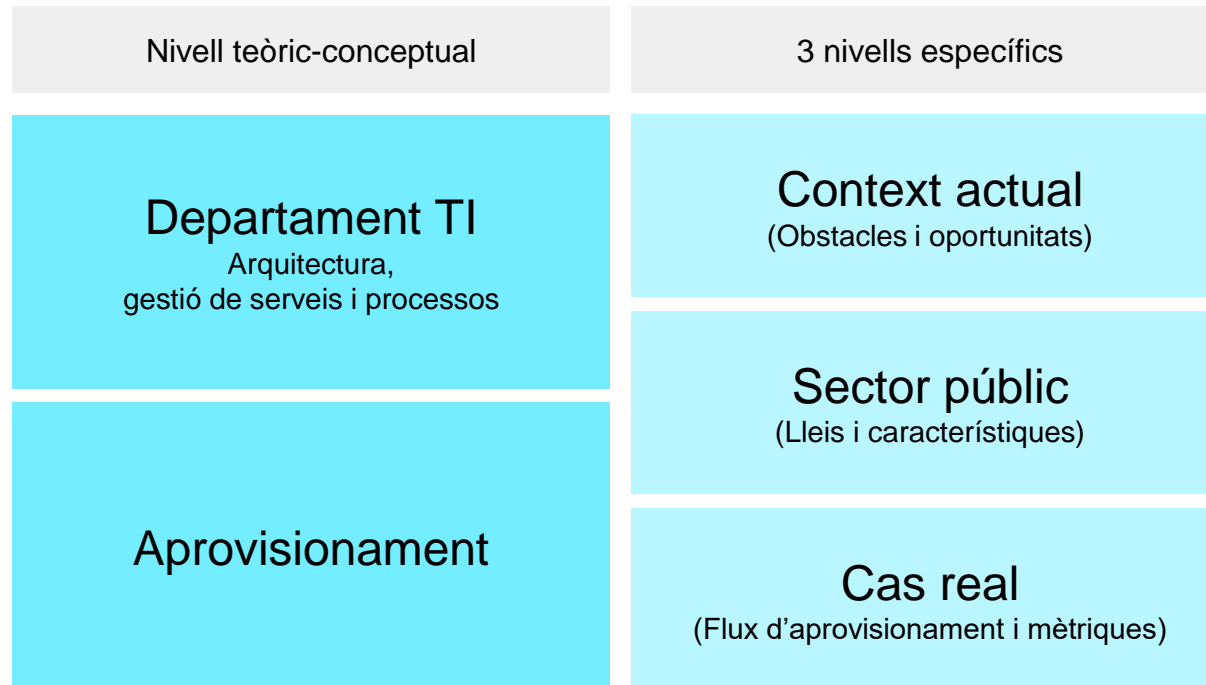 Nivell teòric-conceptual
Departament TI
Arquitectura,
gestió de serveis i processos
Aprovisionament
3 nivells específics
Context actual
(Obstacles i oportunitats)
Sector públic
(Lleis i característiques)
Cas real
(Flux d’aprovisionament i mètriques)